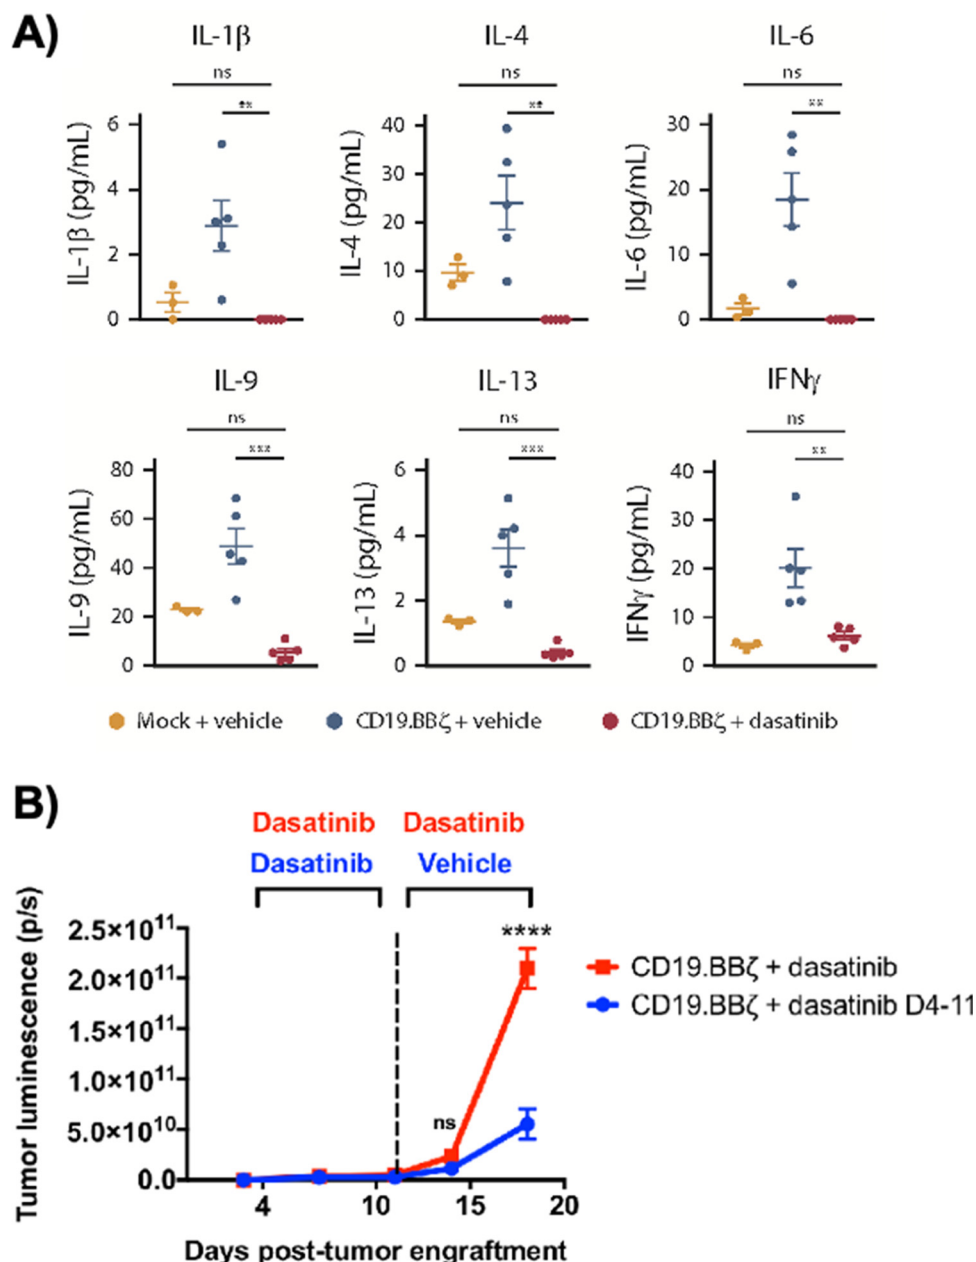 A)
IL-1β
IL-4
IL-6
ns
ns
ns
**
**
**
IL-1β (pg/mL)
6
4
2
0
IL-4 (pg/mL)
40
30
20
10
0
IL-6 (pg/mL)
30
20
10
0
IL-9
IL-13
IFNγ
ns
ns
ns
***
***
**
IL-9 (pg/mL)
80
60
40
20
0
IL-13 (pg/mL)
6
4
2
0
IFNγ (pg/mL)
40
30
20
10
0
Mock + vehicle
CD19.BBζ + vehicle
CD19.BBζ + dasatinib
B)
Dasatinib Dasatinib
Dasatinib Vehicle
Tumor luminescence (p/s)
2.5×10¹¹
2.0×10¹¹
1.5×10¹¹
1.0×10¹¹
5.0×10¹⁰
0.0
****
ns
CD19.BBζ + dasatinib
CD19.BBζ + dasatinib D4-11
4 10 15 20
Days post-tumor engraftment